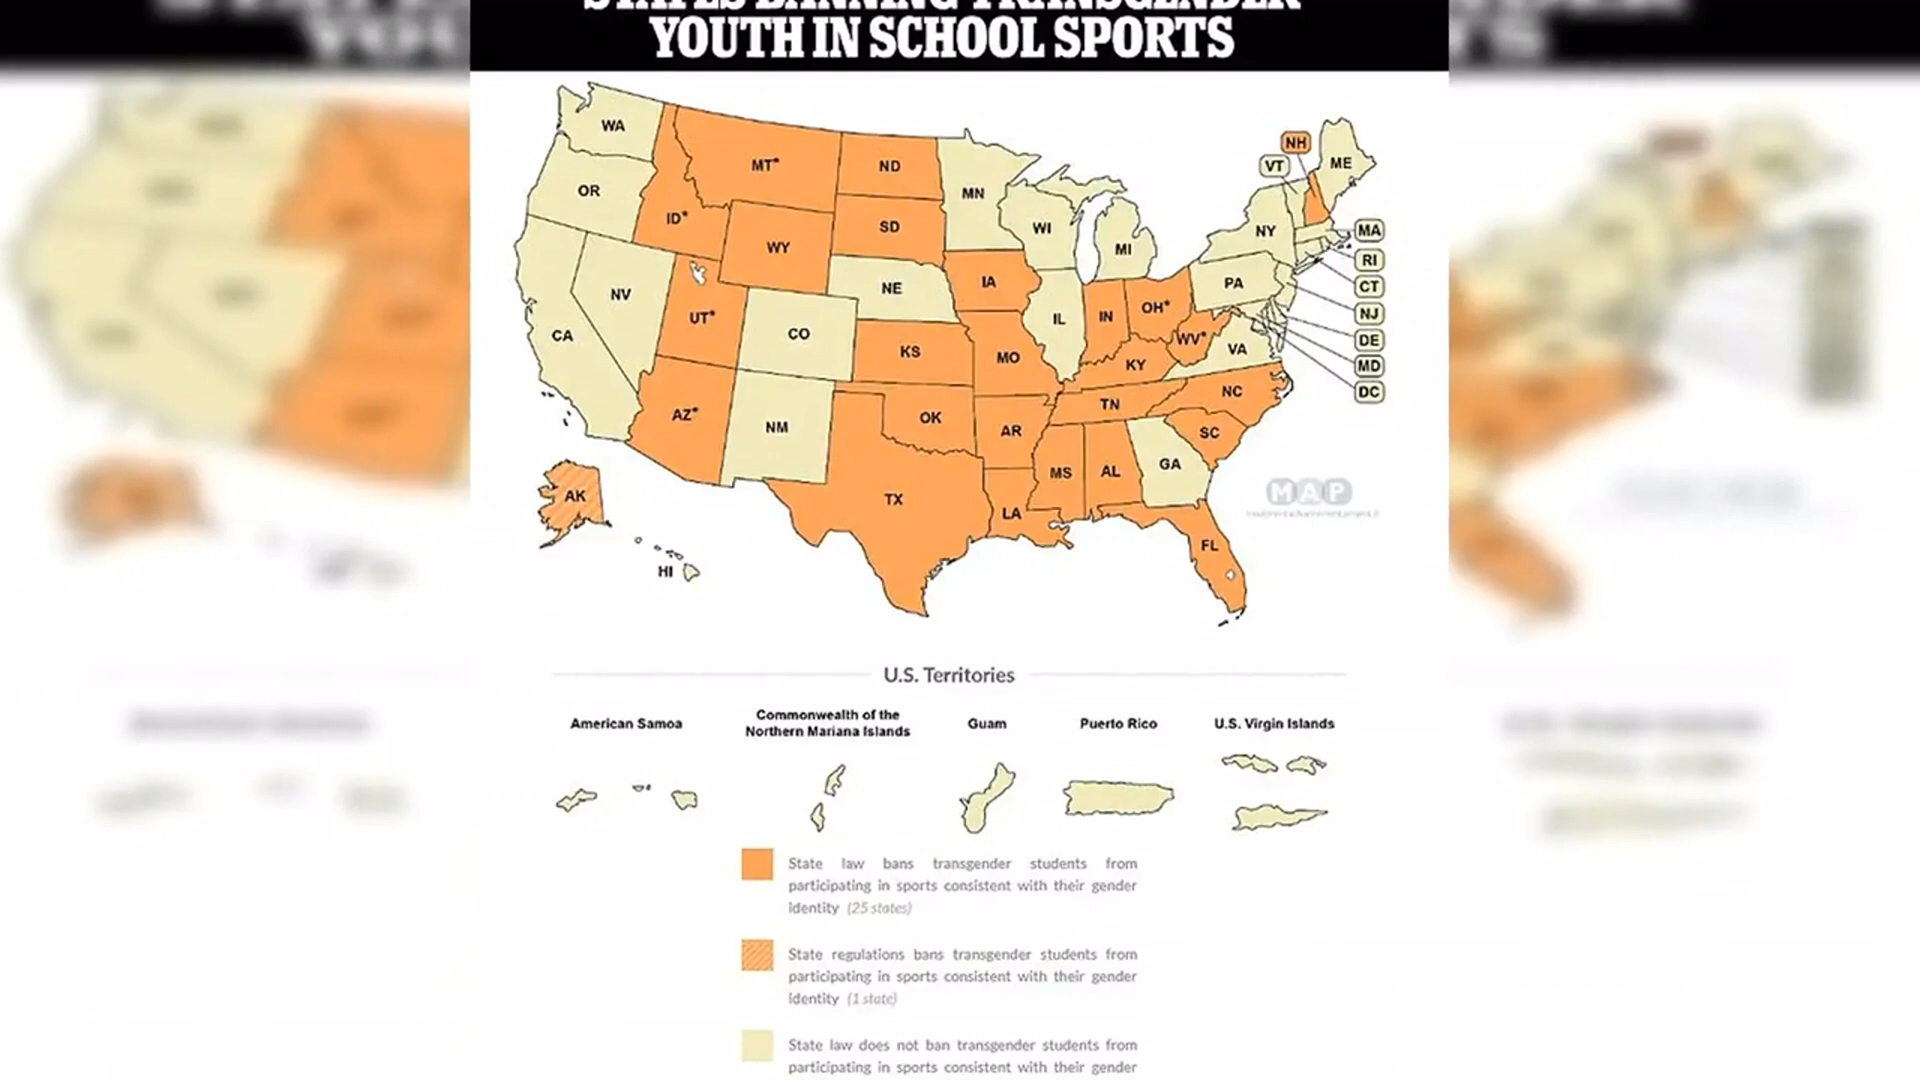 STATES BANNING TRANSGENDER
YOUTH IN SCHOOL SPORTS
WA
MT*
ND
MN
NH
VT
ME
OR
ID*
SD
WI
MI
NY
MA
WY
RI
NV
UT*
NE
IA
PA
CT
CA
CO
IL
IN
OH*
NJ
KS
MO
WV*
VA
DE
KY
MD
AZ*
NM
OK
AR
TN
NC
DC
SC
AK
TX
MS
AL
GA
LA
MAP
FL
HI
U.S. Territories
American Samoa
Commonwealth of the
Northern Mariana Islands
Guam
Puerto Rico
U.S. Virgin Islands
State law bans transgender students from
participating in sports consistent with their gender
identity (25 states)
State regulations bans transgender students from
participating in sports consistent with their gender
identity (1 state)
State law does not ban transgender students from
participating in sports consistent with their gender